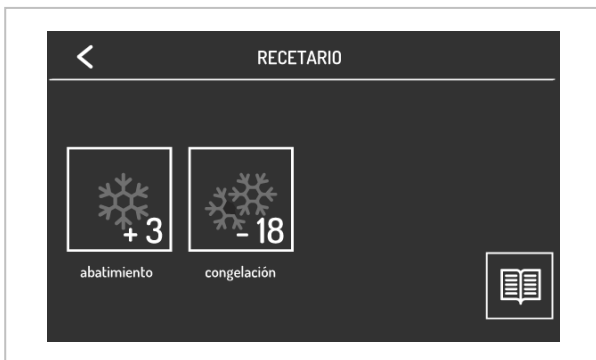 RECETARIO
+ 3
- 18
abatimiento
congelación